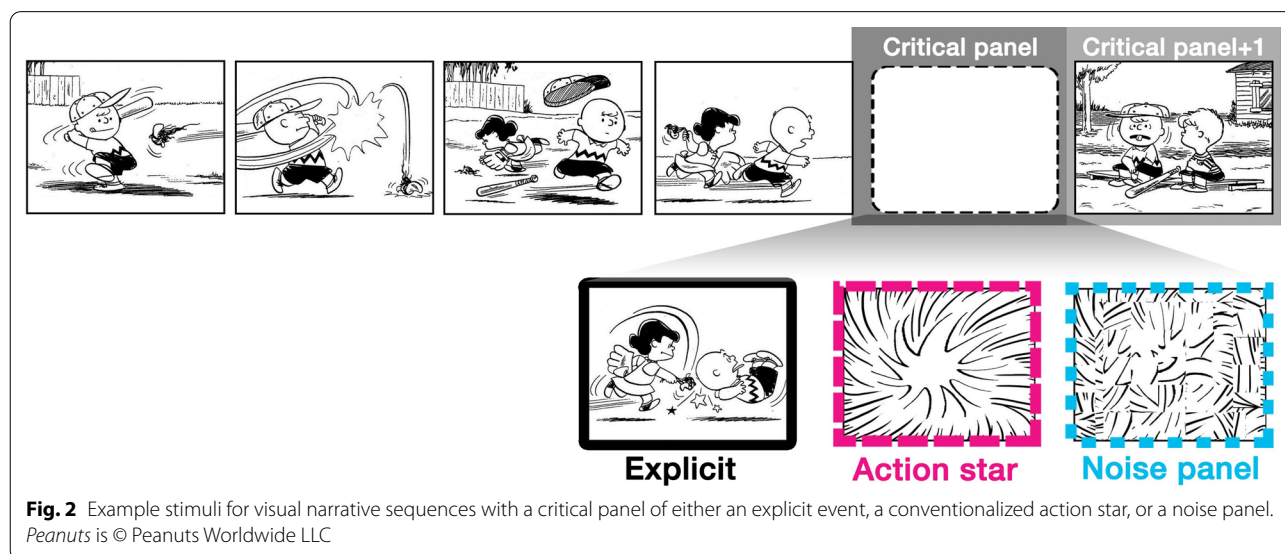 Critical panel
Critical panel+1
Explicit
Action star
Noise panel
Fig. 2 Example stimuli for visual narrative sequences with a critical panel of either an explicit event, a conventionalized action star, or a noise panel.
Peanuts is © Peanuts Worldwide LLC